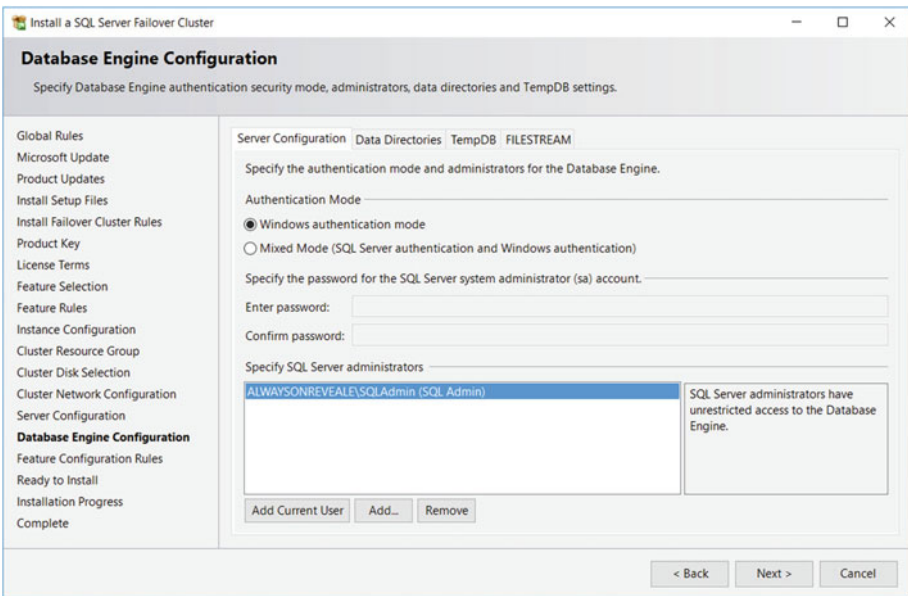 Install a SQL Server Failover Cluster
Database Engine Configuration
Specify Database Engine authentication security mode, administrators, data directories and TempDB settings.
Global Rules
Microsoft Update
Product Updates
Install Setup Files
Install Failover Cluster Rules
Product Key
License Terms
Feature Selection
Feature Rules
Instance Configuration
Cluster Resource Group
Cluster Disk Selection
Cluster Network Configuration
Server Configuration
Database Engine Configuration
Feature Configuration Rules
Ready to Install
Installation Progress
Complete
Server Configuration Data Directories TempDB FILESTREAM
Specify the authentication mode and administrators for the Database Engine.
Authentication Mode
Windows authentication mode
Mixed Mode (SQL Server authentication and Windows authentication)
Specify the password for the SQL Server system administrator (sa) account.
Enter password:
Confirm password:
Specify SQL Server administrators
ALWAYSONREVEALE\SQLAdmin (SQL Admin)
SQL Server administrators have
unrestricted access to the Database
Engine.
Add Current User Add... Remove
< Back Next > Cancel